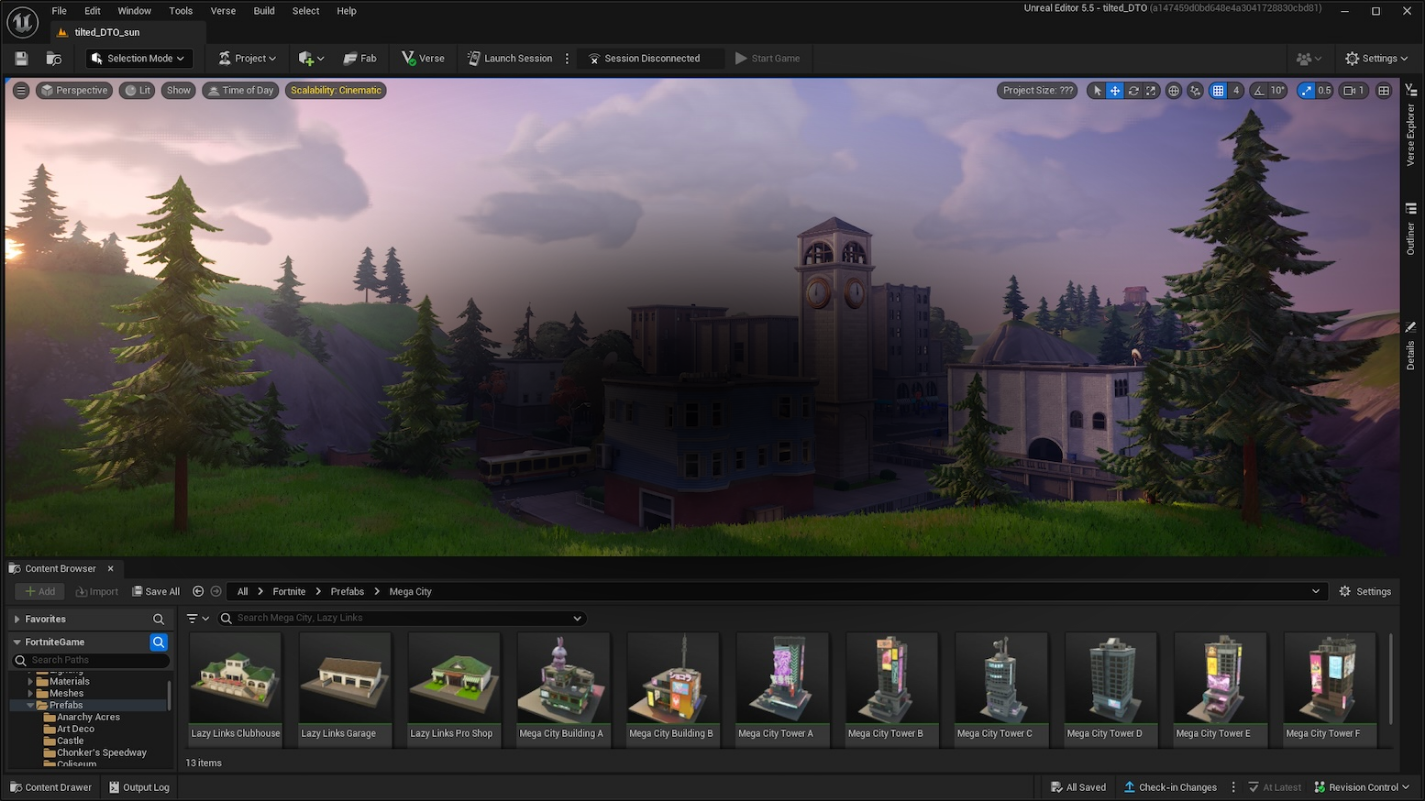 File Edit Window Tools Verse Build Select Help
Unreal Editor 5.5 - tilted_DTO (a147459d0bd648e4a3041728830cbd81)
tilted_DTO_sun
Selection Mode Project Fab Verse Launch Session Session Disconnected Start Game Settings
Perspective Lit Show Time of Day Scalability: Cinematic Project Size: ??? 4 10° 0.5 1
Verse Explorer
Outliner
Details
Content Browser
Add Import Save All All Fortnite Prefabs Mega City Settings
Favorites
Search Mega City, Lazy Links
FortniteGame
Search Paths
Materials
Meshes
Prefabs
Anarchy Acres
Art Deco
Castle
Chonker's Speedway
Coliseum
Lazy Links Clubhouse Lazy Links Garage Lazy Links Pro Shop Mega City Building A Mega City Building B Mega City Tower A Mega City Tower B Mega City Tower C Mega City Tower D Mega City Tower E Mega City Tower F
13 items
Content Drawer Output Log All Saved Check-in Changes At Latest Revision Control